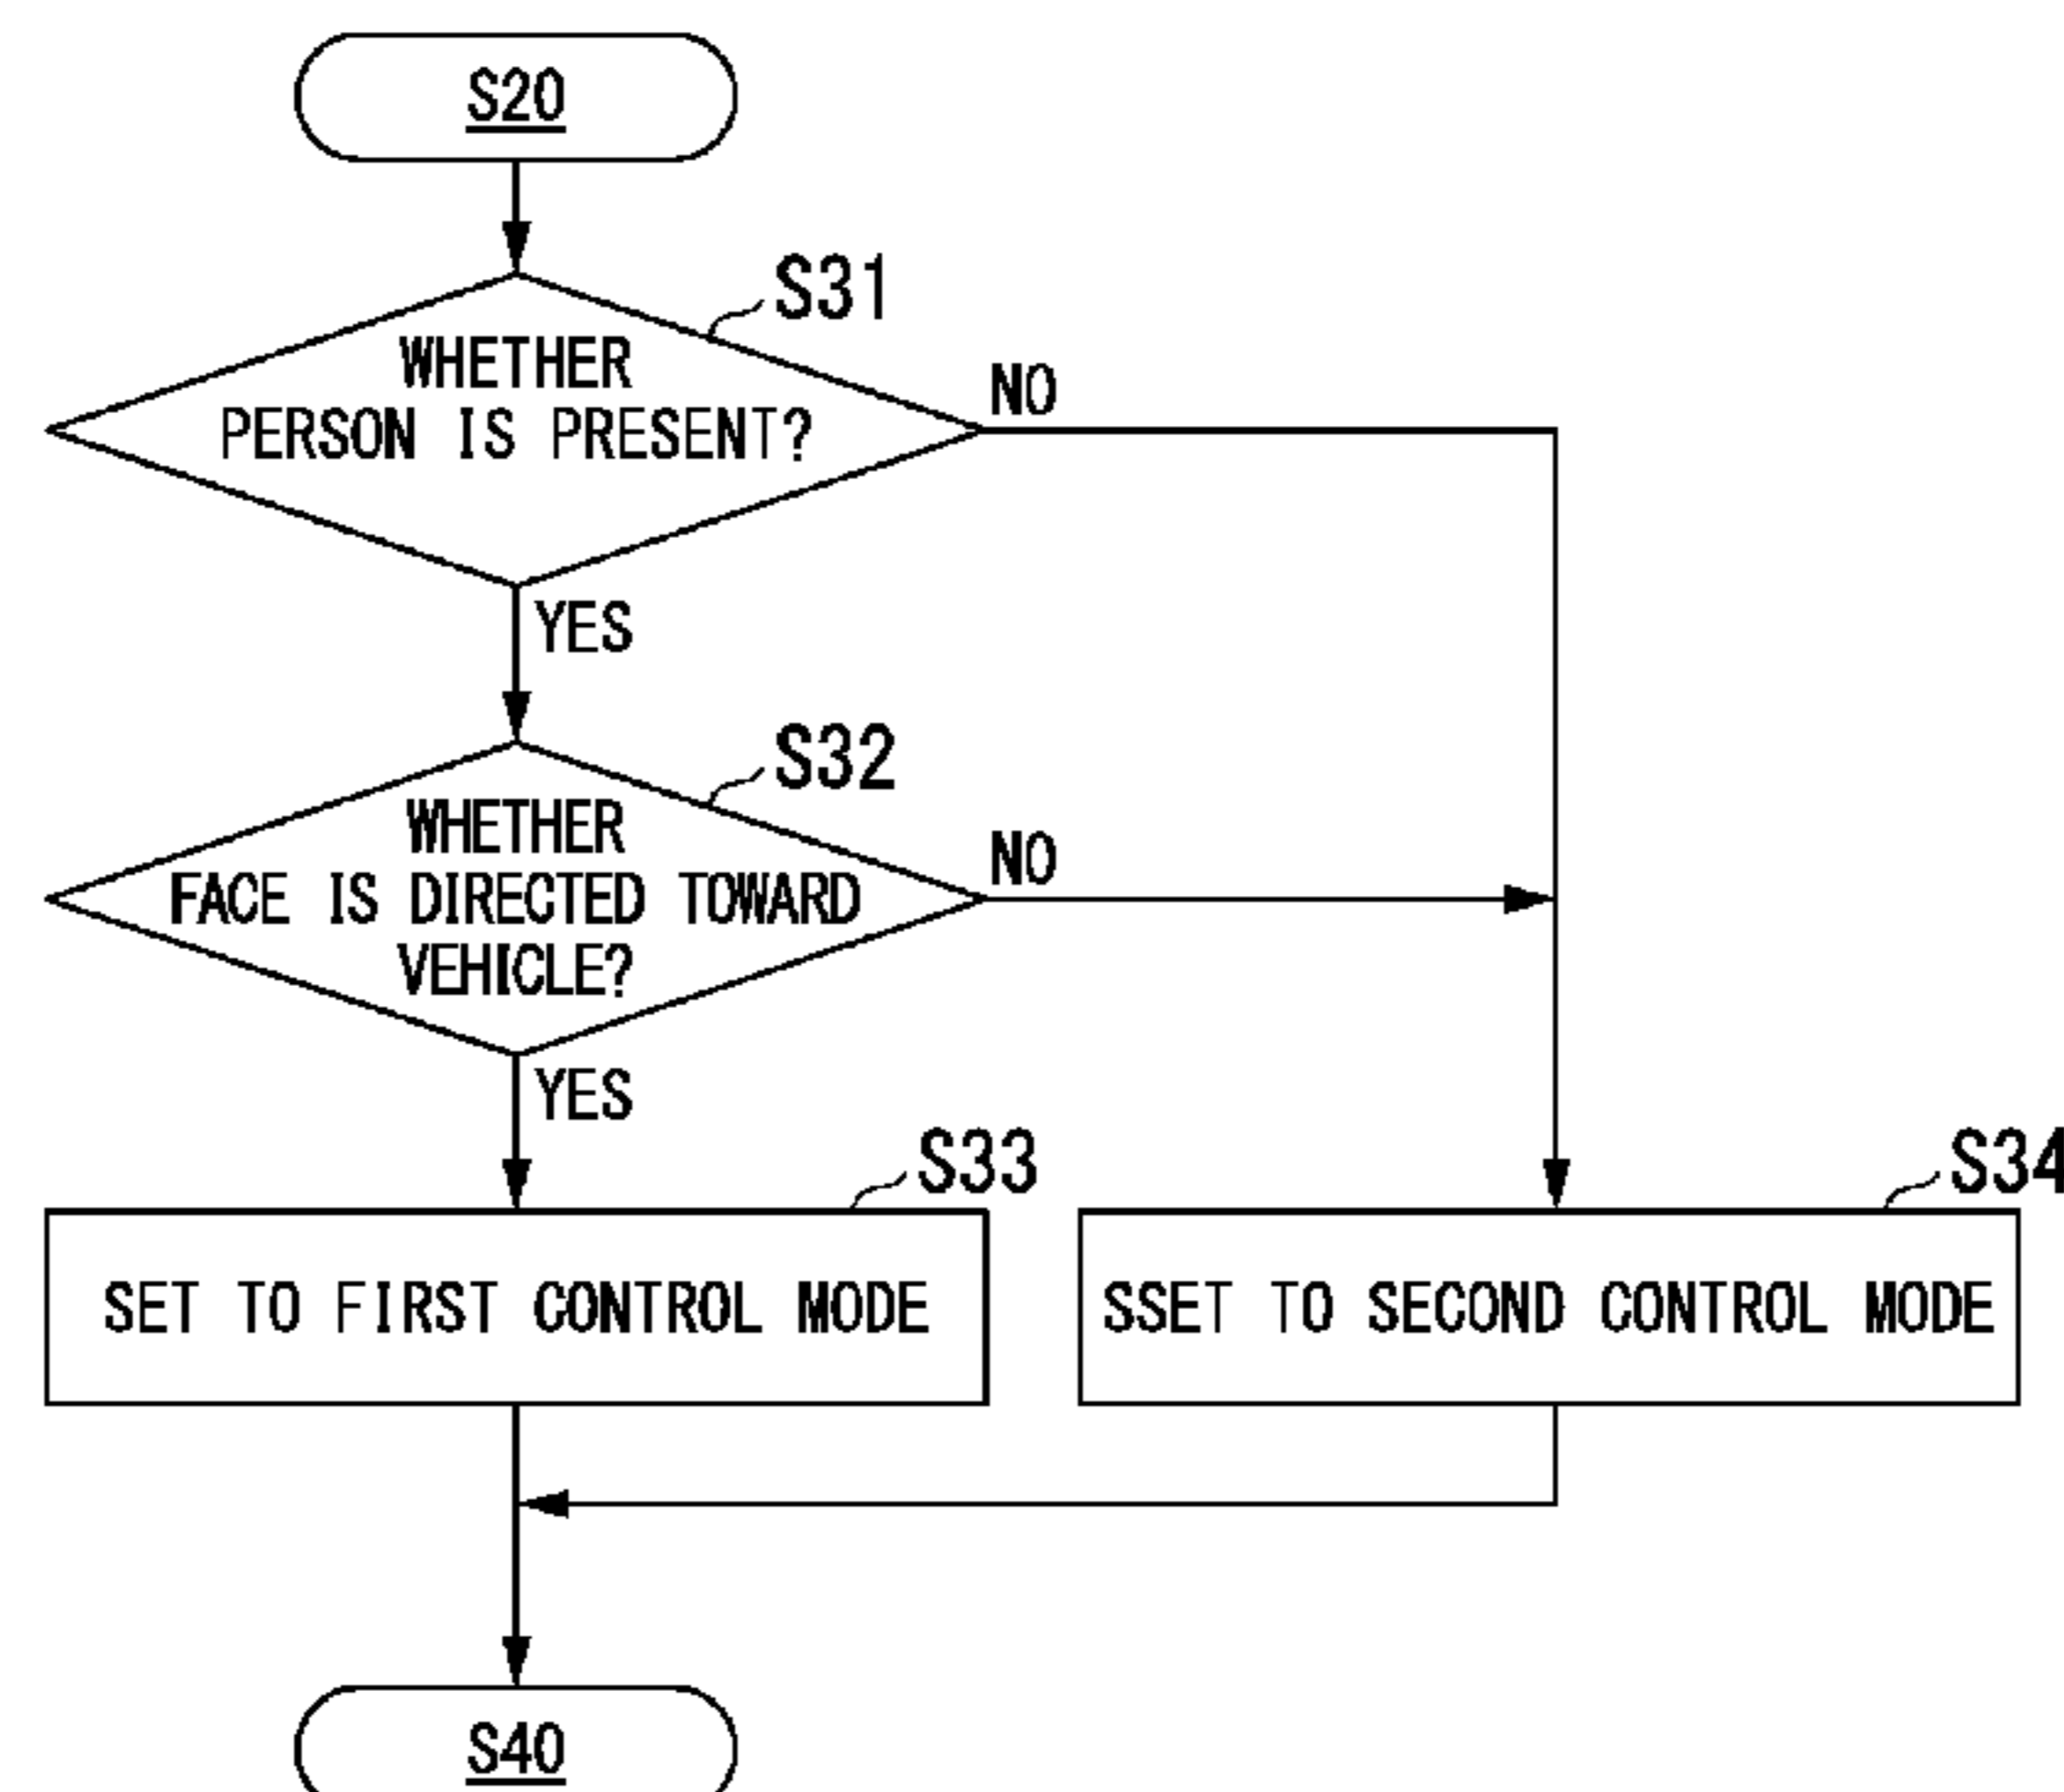 S20
S31
WHETHER
PERSON IS PRESENT?
NO
YES
S32
WHETHER
FACE IS DIRECTED TOWARD
VEHICLE?
NO
YES
S33
S34
SET TO FIRST CONTROL MODE
SSET TO SECOND CONTROL MODE
S40